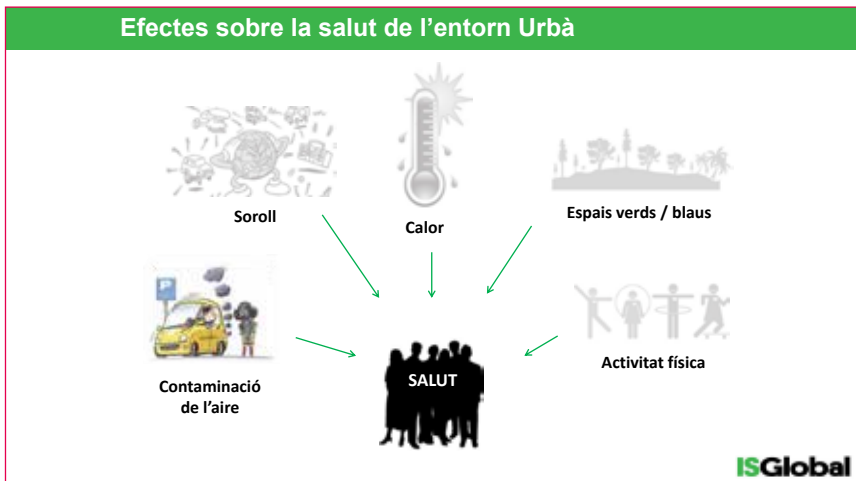 Efectes sobre la salut de l'entorn Urbà
Soroll
Calor
Espais verds / blaus
P
Contaminació
de l'aire
SALUT
Activitat física
ISGlobal